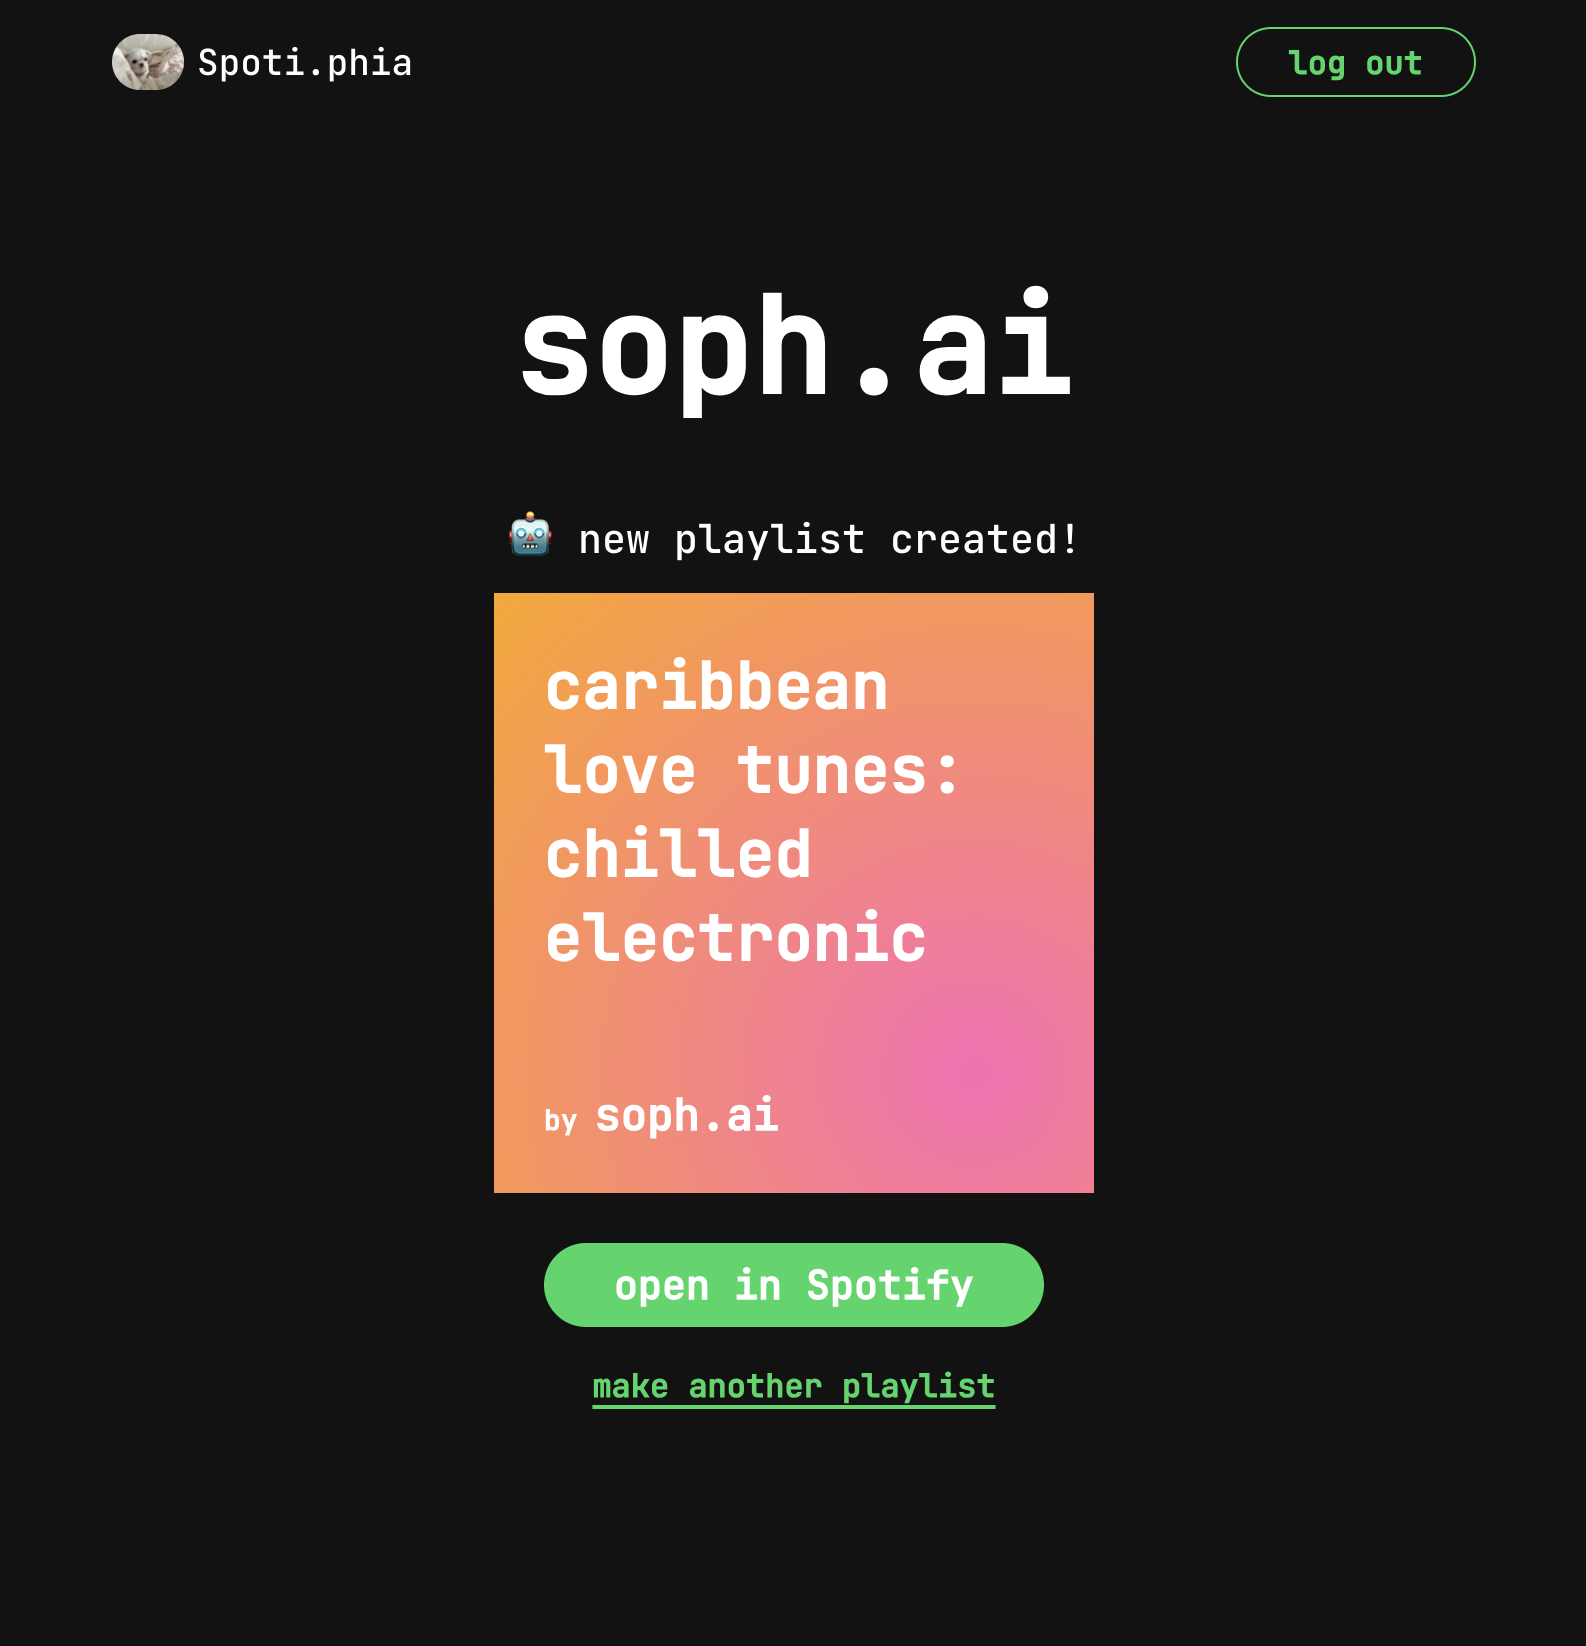 Spoti.phia
log out
soph.ai
🤖 new playlist created!
caribbean
love tunes:
chilled
electronic
by soph.ai
open in Spotify
make another playlist